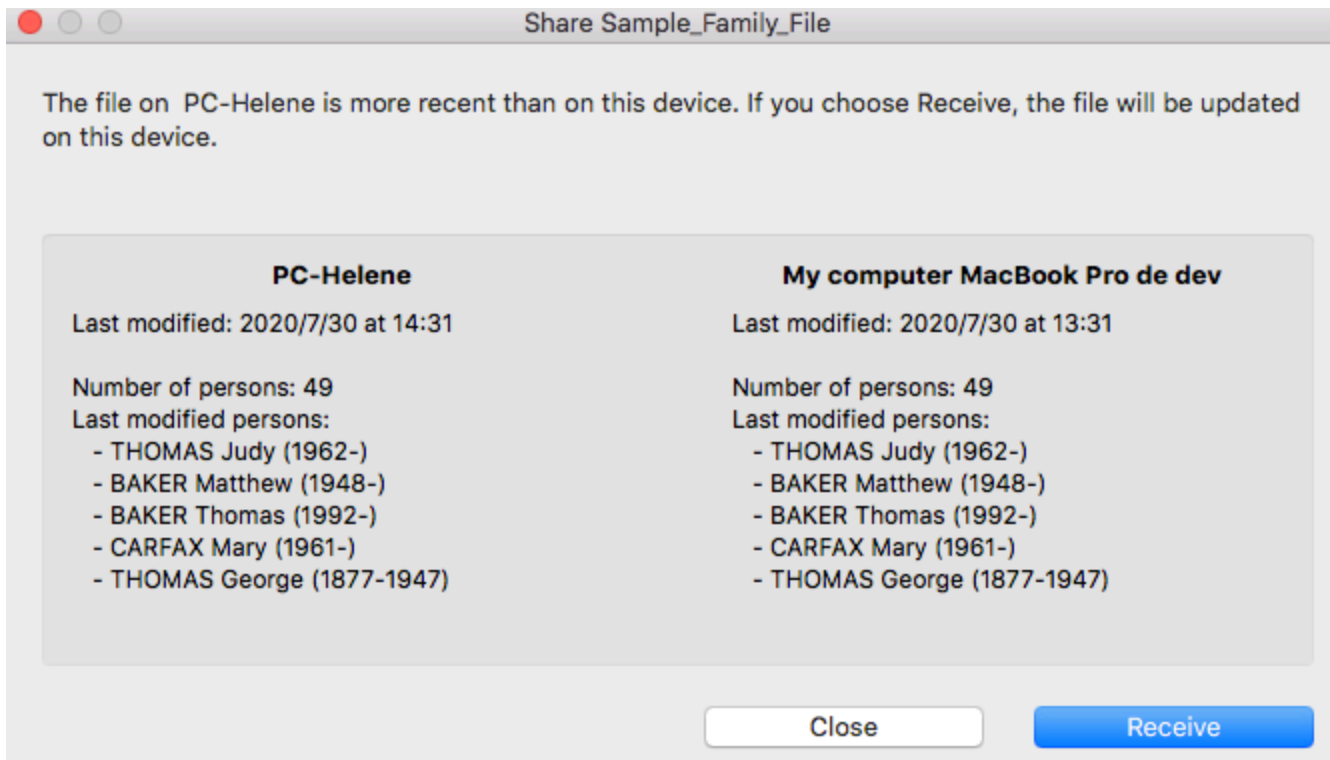 Share Sample_Family_File
The file on  PC-Helene is more recent than on this device. If you choose Receive, the file will be updated
on this device.
PC-Helene
Last modified: 2020/7/30 at 14:31
Number of persons: 49
Last modified persons:
- THOMAS Judy (1962-)
- BAKER Matthew (1948-)
- BAKER Thomas (1992-)
- CARFAX Mary (1961-)
- THOMAS George (1877-1947)
My computer MacBook Pro de dev
Last modified: 2020/7/30 at 13:31
Number of persons: 49
Last modified persons:
- THOMAS Judy (1962-)
- BAKER Matthew (1948-)
- BAKER Thomas (1992-)
- CARFAX Mary (1961-)
- THOMAS George (1877-1947)
Close
Receive